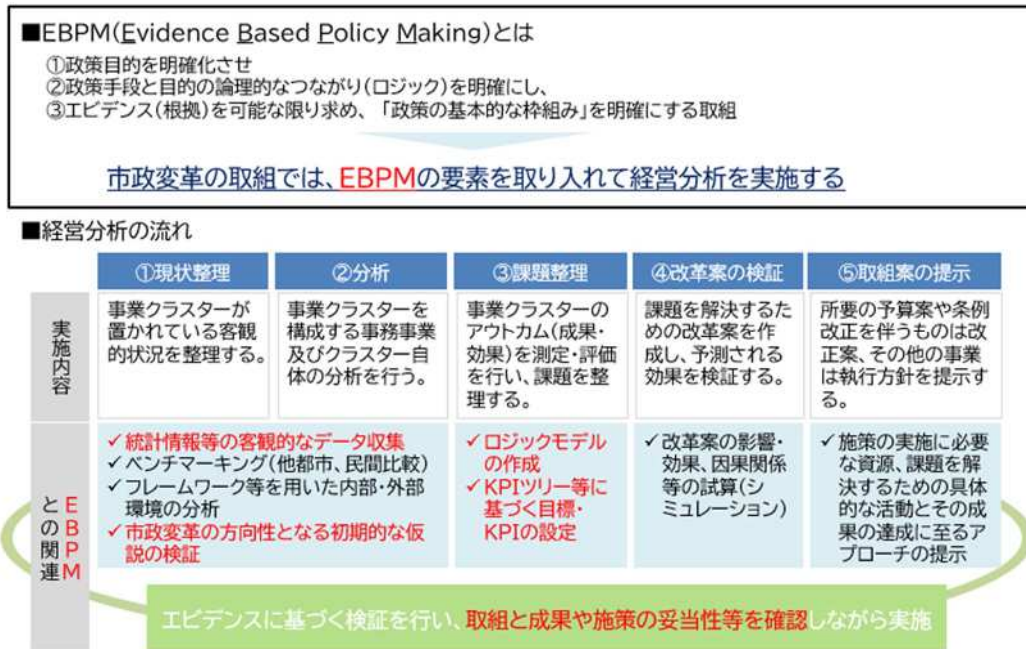 ■EBPM(Evidence Based Policy Making)とは
①政策目的を明確化させ
②政策手段と目的の論理的なつながり(ロジック)を明確にし、
③エビデンス(根拠)を可能な限り求め、「政策の基本的な枠組み」を明確にする取組
市政変革の取組では、EBPMの要素を取り入れて経営分析を実施する
■経営分析の流れ
①現状整理
②分析
③課題整理
④改革案の検証
⑤取組案の提示
実施内容
事業クラスターが
置かれている客観
的状況を整理する。
事業クラスターを
構成する事務事業
及びクラスター自
体の分析を行う。
事業クラスターの
アウトカム(成果・
効果)を測定・評価
を行い、課題を整
理する。
課題を解決するた
めの改革案を作
成し、予測される
効果を検証する。
所要の予算案や条例
改正を伴うものは改
正案、その他の事業
は執行方針を提示す
る。
EBPM
との関連
✓統計情報等の客観的なデータ収集
✓ベンチマーキング(他都市、民間比較)
✓フレームワーク等を用いた内部・外部
環境の分析
✓市政変革の方向性となる初期的な仮
説の検証
✓ロジックモデル
の作成
✓KPIツリー等に
基づく目標・
KPIの設定
✓改革案の影響・
効果、因果関係
等の試算(シ
ミュレーション)
✓施策の実施に必要
な資源、課題を解
決するための具体
的な活動とその成
果の達成に至るア
プローチの提示
エビデンスに基づく検証を行い、取組と成果や施策の妥当性等を確認しながら実施